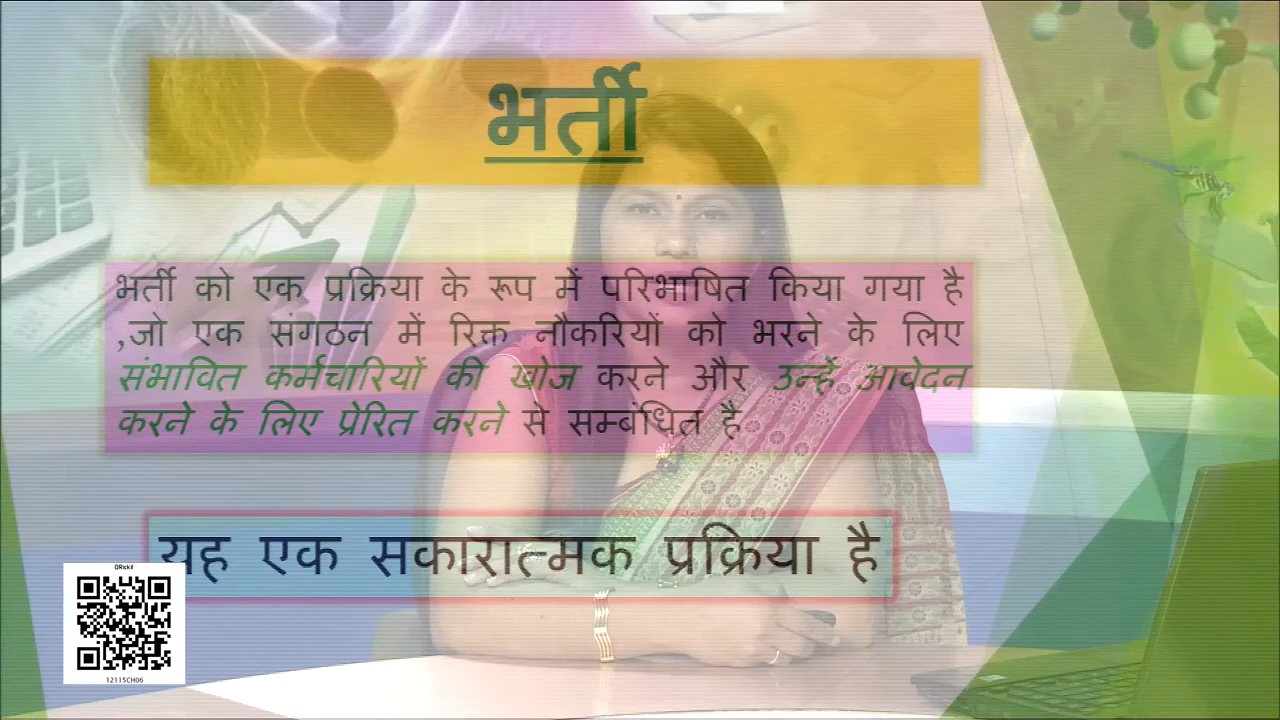 भर्ती
भर्ती को एक प्रक्रिया के रूप में परिभाषित किया गया है
,जो एक संगठन में रिक्त नौकरियों को भरने के लिए
संभावित कर्मचारियों की खोज करने और उन्हें आवेदन
करने के लिए प्रेरित करने से सम्बंधित है
यह एक सकारात्मक प्रक्रिया है
QRickit
12115CH06